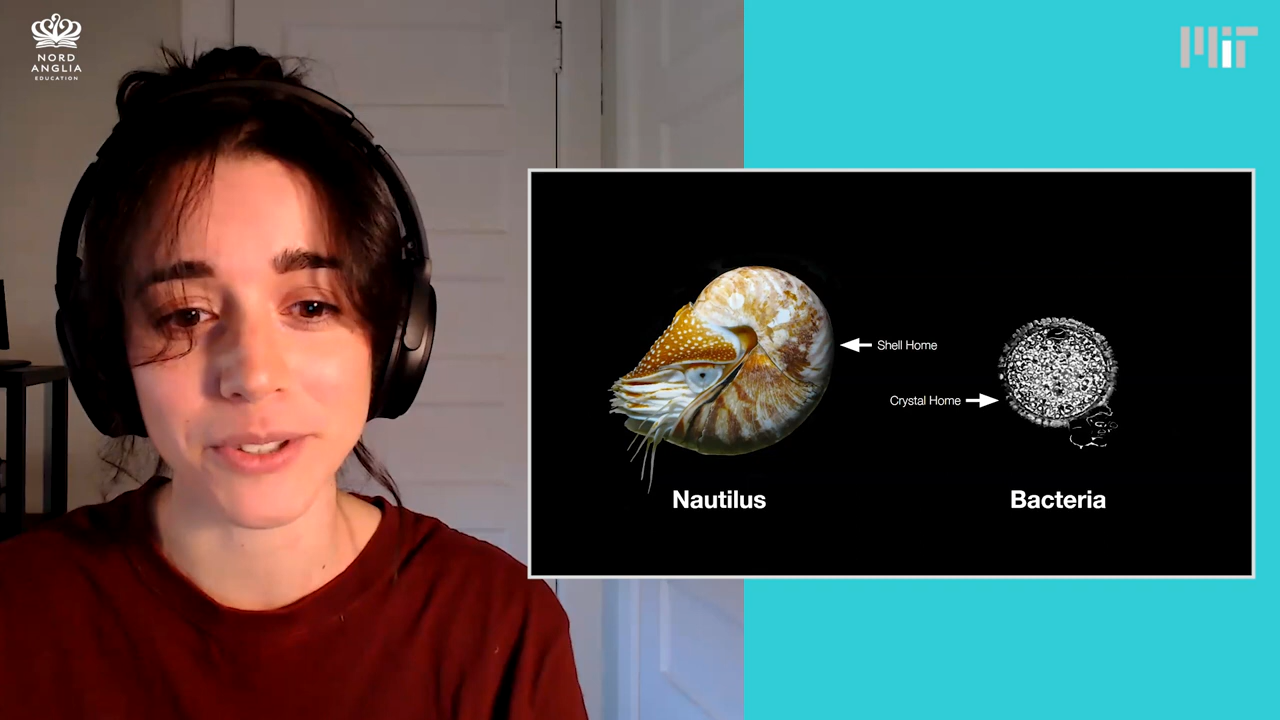 NORD
ANGLIA
EDUCATION
MIT
Shell Home
Crystal Home
Nautilus
Bacteria